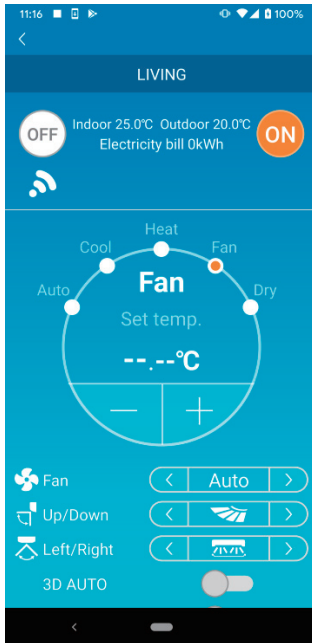 11:16 100%
LIVING
OFF
Indoor 25.0℃ Outdoor 20.0℃
Electricity bill 0kWh
ON
Heat
Cool Fan
Auto Dry
Fan
Set temp.
--.--℃
Fan Auto
Up/Down
Left/Right
3D AUTO